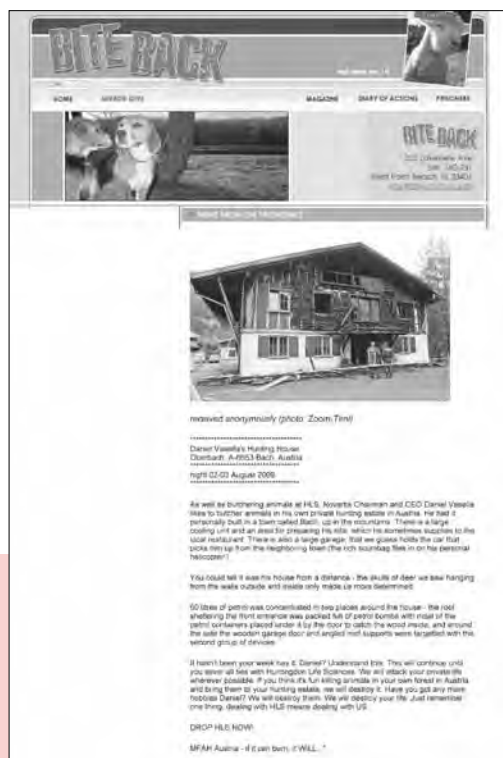 BITE BACK
HOME MIRROR SITE MAGAZINE DIARY OF ACTIONS PRISONERS
BITE BACK
222 Lakeview Ave
West Palm Beach, FL 33401
received anonymously (photo: Zoom.Tirol)
Daniel Vasella's Hunting House
Oberbach, A-6653 Bach, Austria
night 02-03 August 2009
As well as butchering animals at HLS, Novartis Chairman and CEO Daniel Vasella
likes to butcher animals in his own private hunting estate in Austria. He had it
personally built in a town called Bach, up in the mountains. There is a large
cooling unit and an area for preparing his kills, which he sometimes supplies to the
local restaurant. There is also a large garage, that we guess holds the car that
picks him up from the neighboring town (the rich scumbag flies in on his personal
helicopter!)
You could tell it was his house from a distance - the skulls of deer we saw hanging
from the walls outside and inside only made us more determined.
60 litres of petrol was concentrated in two places around the house - the roof
sheltering the front entrance was packed full of petrol bombs with most of the
petrol containers placed under it by the door to catch the wood inside, and around
the side the wooden garage door and angled roof supports were targetted with the
second group of devices.
It hasn't been your week has it, Daniel? Understand this. This will continue until
you sever all ties with Huntingdon Life Sciences. We will attack your private life
wherever possible. If you think it's fun killing animals in your own forest in Austria
and bring them to your hunting estate, we will destroy it. Have you got any more
hobbies Daniel? We will destroy them. We will destroy your life. Just remember
one thing, dealing with HLS means dealing with US.
DROP HLS NOW!
MFAH Austria - if it can burn, it WILL..."